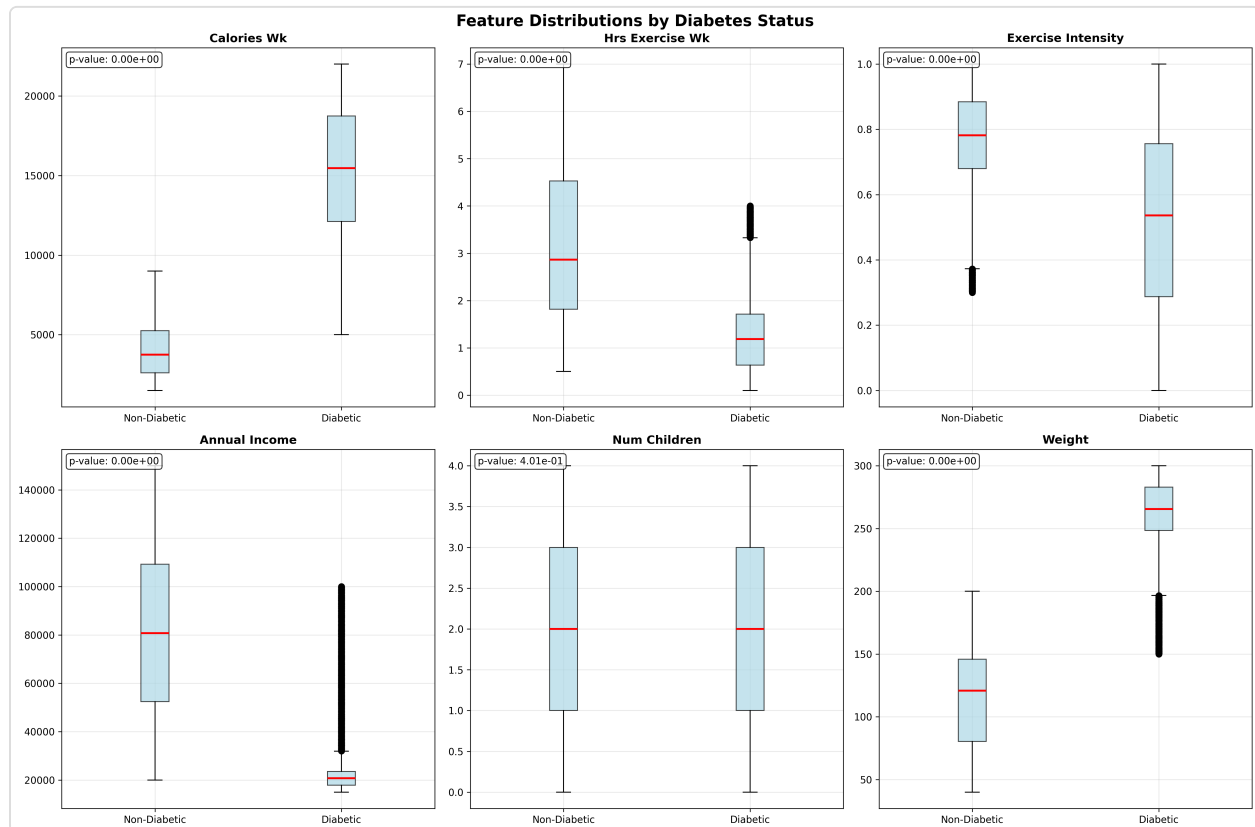 Feature Distributions by Diabetes Status
Calories Wk
p-value: 0.00e+00
20000
15000
10000
5000
Non-Diabetic
Diabetic
Hrs Exercise Wk
p-value: 0.00e+00
7
6
5
4
3
2
1
0
Non-Diabetic
Diabetic
Exercise Intensity
p-value: 0.00e+00
1.0
0.8
0.6
0.4
0.2
0.0
Non-Diabetic
Diabetic
Annual Income
p-value: 0.00e+00
140000
120000
100000
80000
60000
40000
20000
Non-Diabetic
Diabetic
Num Children
p-value: 4.01e-01
4.0
3.5
3.0
2.5
2.0
1.5
1.0
0.5
0.0
Non-Diabetic
Diabetic
Weight
p-value: 0.00e+00
300
250
200
150
100
50
Non-Diabetic
Diabetic